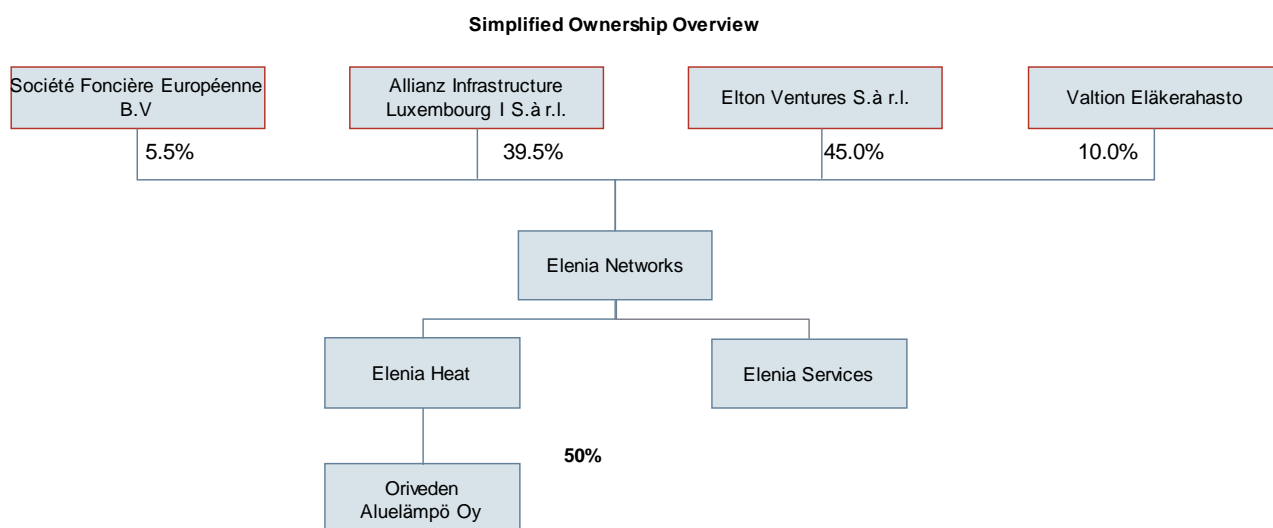 Simplified Ownership Overview
Société Foncière Européenne
B.V
Allianz Infrastructure
Luxembourg I S.à r.l.
Elton Ventures S.à r.l.
Valtion Eläkerahasto
5.5%
39.5%
45.0%
10.0%
Elenia Networks
Elenia Heat
Elenia Services
50%
Oriveden
Aluelämpö Oy